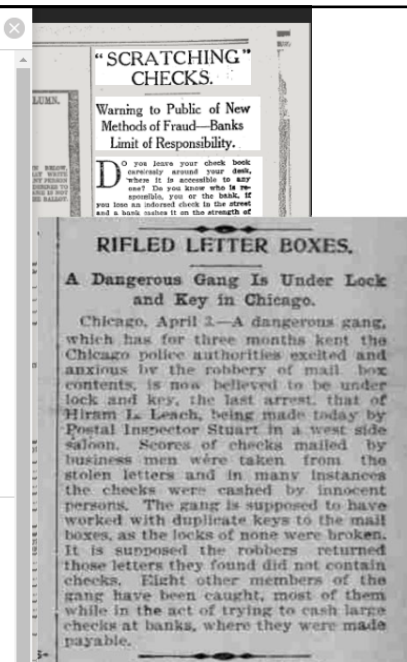 "SCRATCHING"
CHECKS.
Warning to Public of New
Methods of Fraud—Banks
Limit of Responsibility.
LUMN.
DO you leave your check book
carelessly around your desk,
where it is accessible to any
one? Do you know who is re-
sponsible, you or the bank, if
you lose an indorsed check in the street
and a bank cashes it on the strength of
RIFLED LETTER BOXES.
A Dangerous Gang Is Under Lock
and Key in Chicago.
Chicago, April 2.—A dangerous gang,
which has for three months kept the
Chicago police authorities excited and
anxious by the robbery of mail box
contents, is now believed to be under
lock and key, the last arrest, that of
Hiram L. Leach, being made today by
Postal Inspector Stuart in a west side
saloon. Scores of checks mailed by
business men were taken from the
stolen letters and in many instances
the checks were cashed by innocent
persons. The gang is supposed to have
worked with duplicate keys to the mail
boxes, as the locks of none were broken.
It is supposed the robbers returned
those letters they found did not contain
checks. Eight other members of the
gang have been caught, most of them
while in the act of trying to cash large
checks at banks, where they were made
payable.